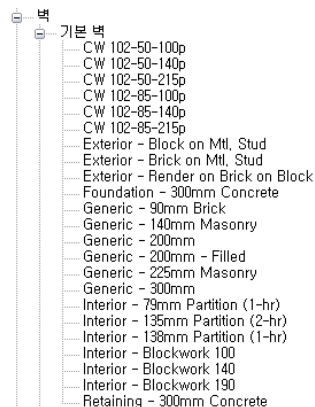 벽
기본 벽
CW 102-50-100p
CW 102-50-140p
CW 102-50-215p
CW 102-85-100p
CW 102-85-140p
CW 102-85-215p
Exterior - Block on Mtl. Stud
Exterior - Brick on Mtl. Stud
Exterior - Render on Brick on Block
Foundation - 300mm Concrete
Generic - 90mm Brick
Generic - 140mm Masonry
Generic - 200mm
Generic - 200mm - Filled
Generic - 225mm Masonry
Generic - 300mm
Interior - 79mm Partition (1-hr)
Interior - 135mm Partition (2-hr)
Interior - 138mm Partition (1-hr)
Interior - Blockwork 100
Interior - Blockwork 140
Interior - Blockwork 190
Retaining - 300mm Concrete